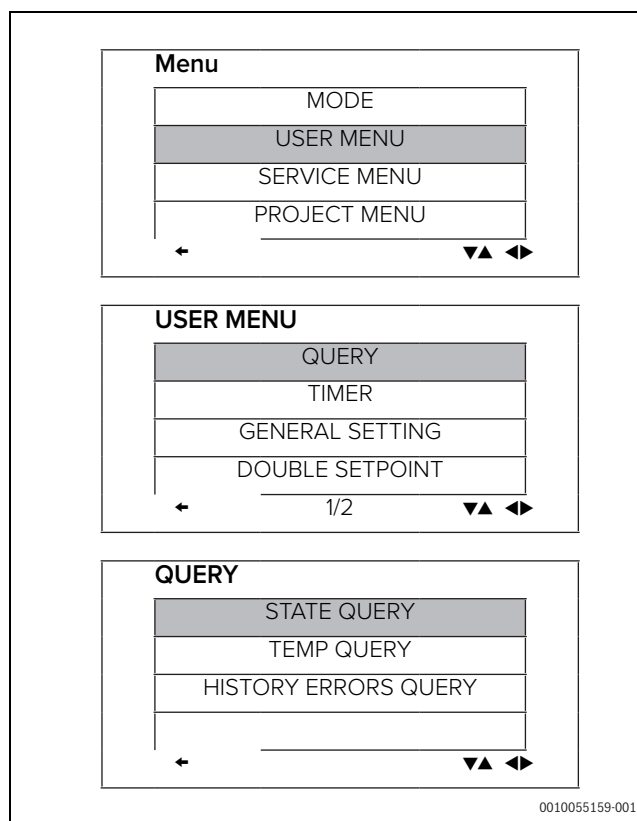 Menu
MODE
USER MENU
SERVICE MENU
PROJECT MENU
← ▼▲ ◀▶
USER MENU
QUERY
TIMER
GENERAL SETTING
DOUBLE SETPOINT
← 1/2 ▼▲ ◀▶
QUERY
STATE QUERY
TEMP QUERY
HISTORY ERRORS QUERY
← ▼▲ ◀▶
0010055159-001